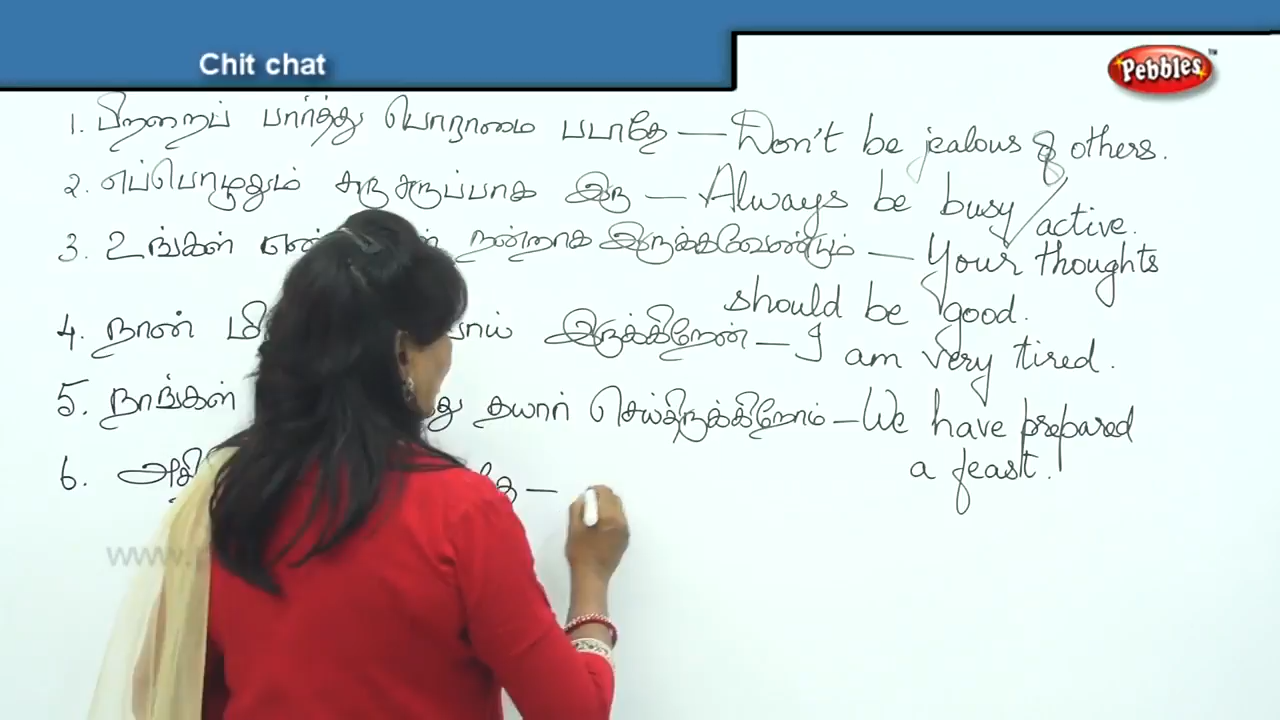 Chit chat
Pebbles
1. பிறறைப் பார்த்து பொறாமை படாதே — Don't be jealous of others.
2. எப்பொழுதும் சுருசுருப்பாக இரு — Always be busy/active.
3. உங்கள் நன்றாக இருக்கவேண்டும் — Your thoughts
should be good.
4. நான் இருக்கிறேன் — I am very tired.
5. நாங்கள் தயார் செய்திருக்கிறோம் — We have prepared
a feast.
6.